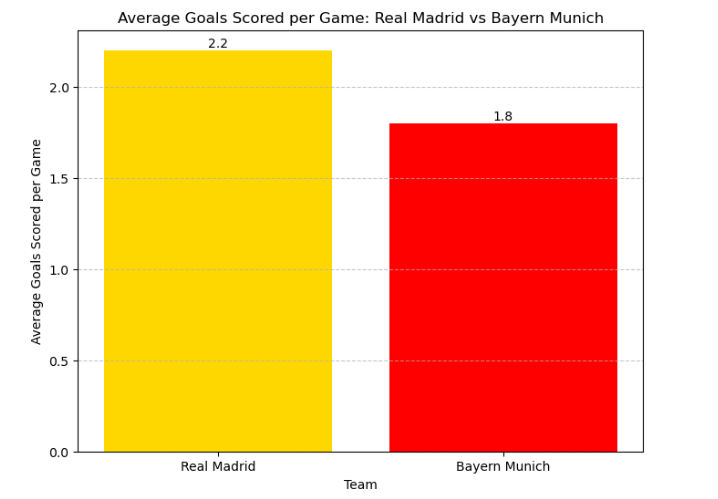 Average Goals Scored per Game: Real Madrid vs Bayern Munich
2.2
1.8
2.0
1.5
1.0
0.5
0.0
Average Goals Scored per Game
Real Madrid
Bayern Munich
Team